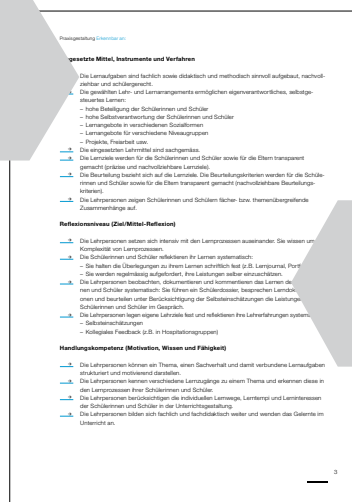 Praxisgestaltung Erkennbar an:
gesetzte Mittel, Instrumente und Verfahren
Die Lernaufgaben sind fachlich sowie didaktisch und methodisch sinnvoll aufgebaut, nachvoll-
ziehbar und schülergerecht.
Die gewählten Lehr- und Lernarrangements ermöglichen eigenverantwortliches, selbstge-
steuertes Lernen:
– hohe Beteiligung der Schülerinnen und Schüler
– hohe Selbstverantwortung der Schülerinnen und Schüler
– Lernangebote in verschiedenen Sozialformen
– Lernangebote für verschiedene Niveaugruppen
– Projekte, Freiarbeit usw.
Die eingesetzten Lehrmittel sind sachgemäss.
Die Lernziele werden für die Schülerinnen und Schüler sowie für die Eltern transparent
gemacht (präzise und nachvollziehbare Lernziele).
Die Beurteilung bezieht sich auf die Lernziele. Die Beurteilungskriterien werden für die Schüle-
rinnen und Schüler sowie für die Eltern transparent gemacht (nachvollziehbare Beurteilungs-
kriterien).
Die Lehrpersonen zeigen Schülerinnen und Schülern fächer- bzw. themenübergreifende
Zusammenhänge auf.
Reflexionsniveau (Ziel/Mittel-Reflexion)
Die Lehrpersonen setzen sich intensiv mit den Lernprozessen auseinander. Sie wissen um
Komplexität von Lernprozessen.
Die Schülerinnen und Schüler reflektieren ihr Lernen systematisch:
– Sie halten die Überlegungen zu ihrem Lernen schriftlich fest (z.B. Lernjournal,
– Sie werden regelmässig aufgefordert, ihre Leistungen selber einzuschätzen.
Die Lehrpersonen beobachten, dokumentieren und kommentieren das Lernen
nen und Schüler systematisch: Sie führen ein Schülerdossier, besprechen
onen und beurteilen unter Berücksichtigung der Selbsteinschätzungen die
Schülerinnen und Schüler im Gespräch.
Die Lehrpersonen legen eigene Lehrziele fest und reflektieren ihre Lehrerfahrungen
– Selbsteinschätzungen
– Kollegiales Feedback (z.B. in Hospitationsgruppen)
Handlungskompetenz (Motivation, Wissen und Fähigkeit)
Die Lehrpersonen können ein Thema, einen Sachverhalt und damit verbundene Lernaufgaben
strukturiert und motivierend darstellen.
Die Lehrpersonen kennen verschiedene Lernzugänge zu einem Thema und erkennen diese in
den Lernprozessen ihrer Schülerinnen und Schüler.
Die Lehrpersonen berücksichtigen die individuellen Lernwege, Lerntempi und Lerninteressen
der Schülerinnen und Schüler in der Unterrichtsgestaltung.
Die Lehrpersonen bilden sich fachlich und fachdidaktisch weiter und wenden das Gelernte im
Unterricht an.
3